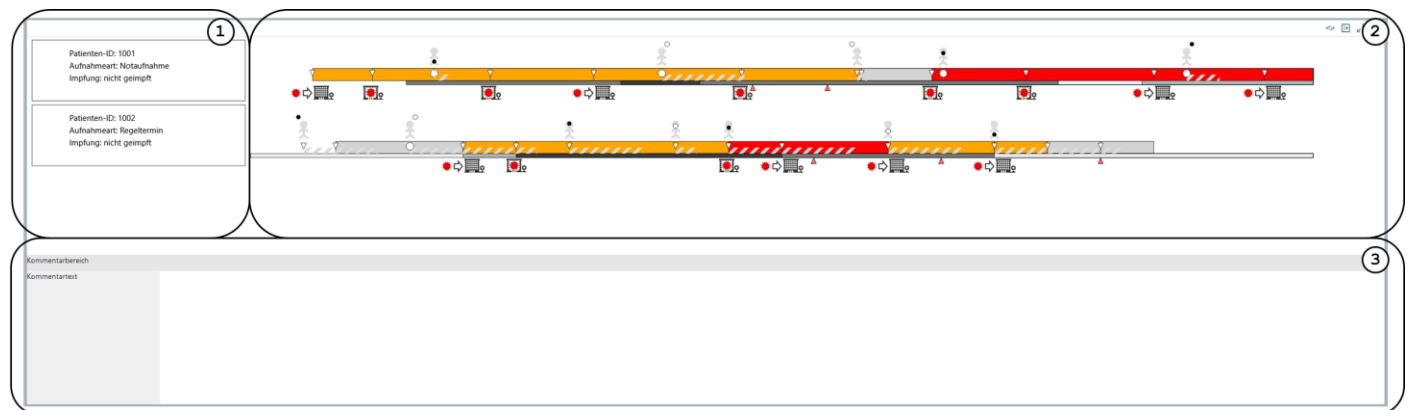 1
Patienten-ID: 1001
Aufnahmeart: Notaufnahme
Impfung: nicht geimpft
Patienten-ID: 1002
Aufnahmeart: Regeltermin
Impfung: nicht geimpft
2
3
Kommentarbereich
Kommentartext